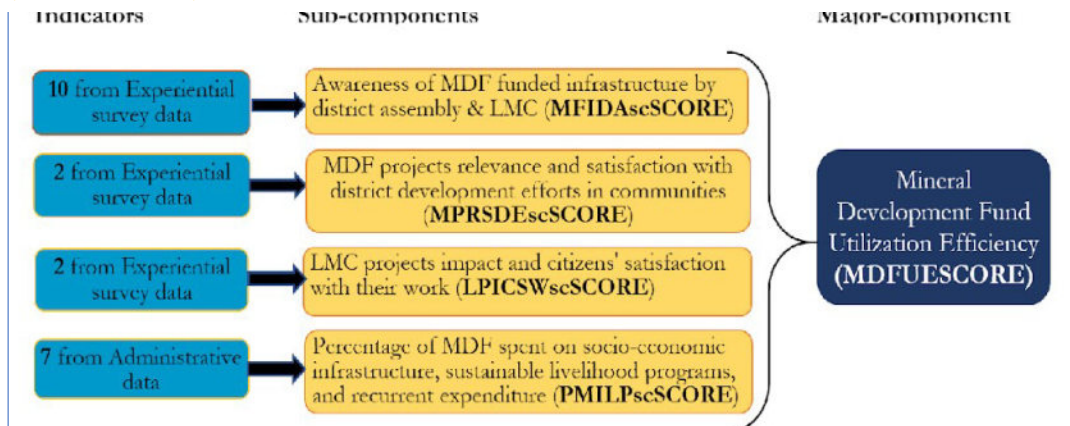 Indicators
Sub-components
Major-component
10 from Experiential
survey data
Awareness of MDF funded infrastructure by
district assembly & LMC (MFIDAscSCORE)
2 from Experiential
survey data
MDF projects relevance and satisfaction with
district development efforts in communities
(MPRSDEscSCORE)
2 from Experiential
survey data
LMC projects impact and citizens' satisfaction
with their work (LPICSWscSCORE)
7 from Administrative
data
Percentage of MDF spent on socio-economic
infrastructure, sustainable livelihood programs,
and recurrent expenditure (PMILPscSCORE)
Mineral
Development Fund
Utilization Efficiency
(MDFUESCORE)